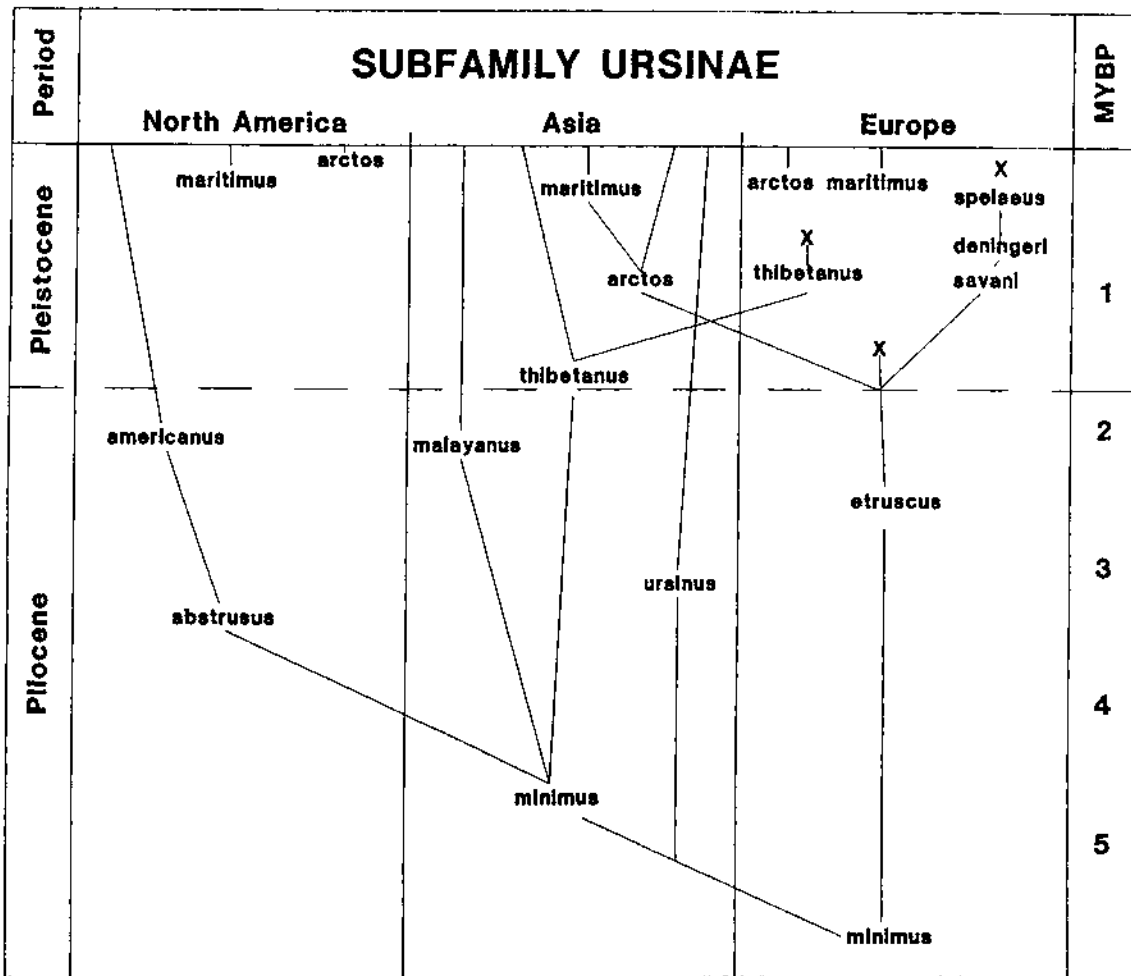 Period
SUBFAMILY URSINAE
MYBP
North America
Asia
Europe
Pleistocene
Pliocene
arctos
maritimus
americanus
abstrusus
maritimus
arctos
thibetanus
malayanus
ursinus
minimus
arctos maritimus
X
spelaeus
X
deningeri
thibetanus
savani
X
etruscus
minimus
1
2
3
4
5